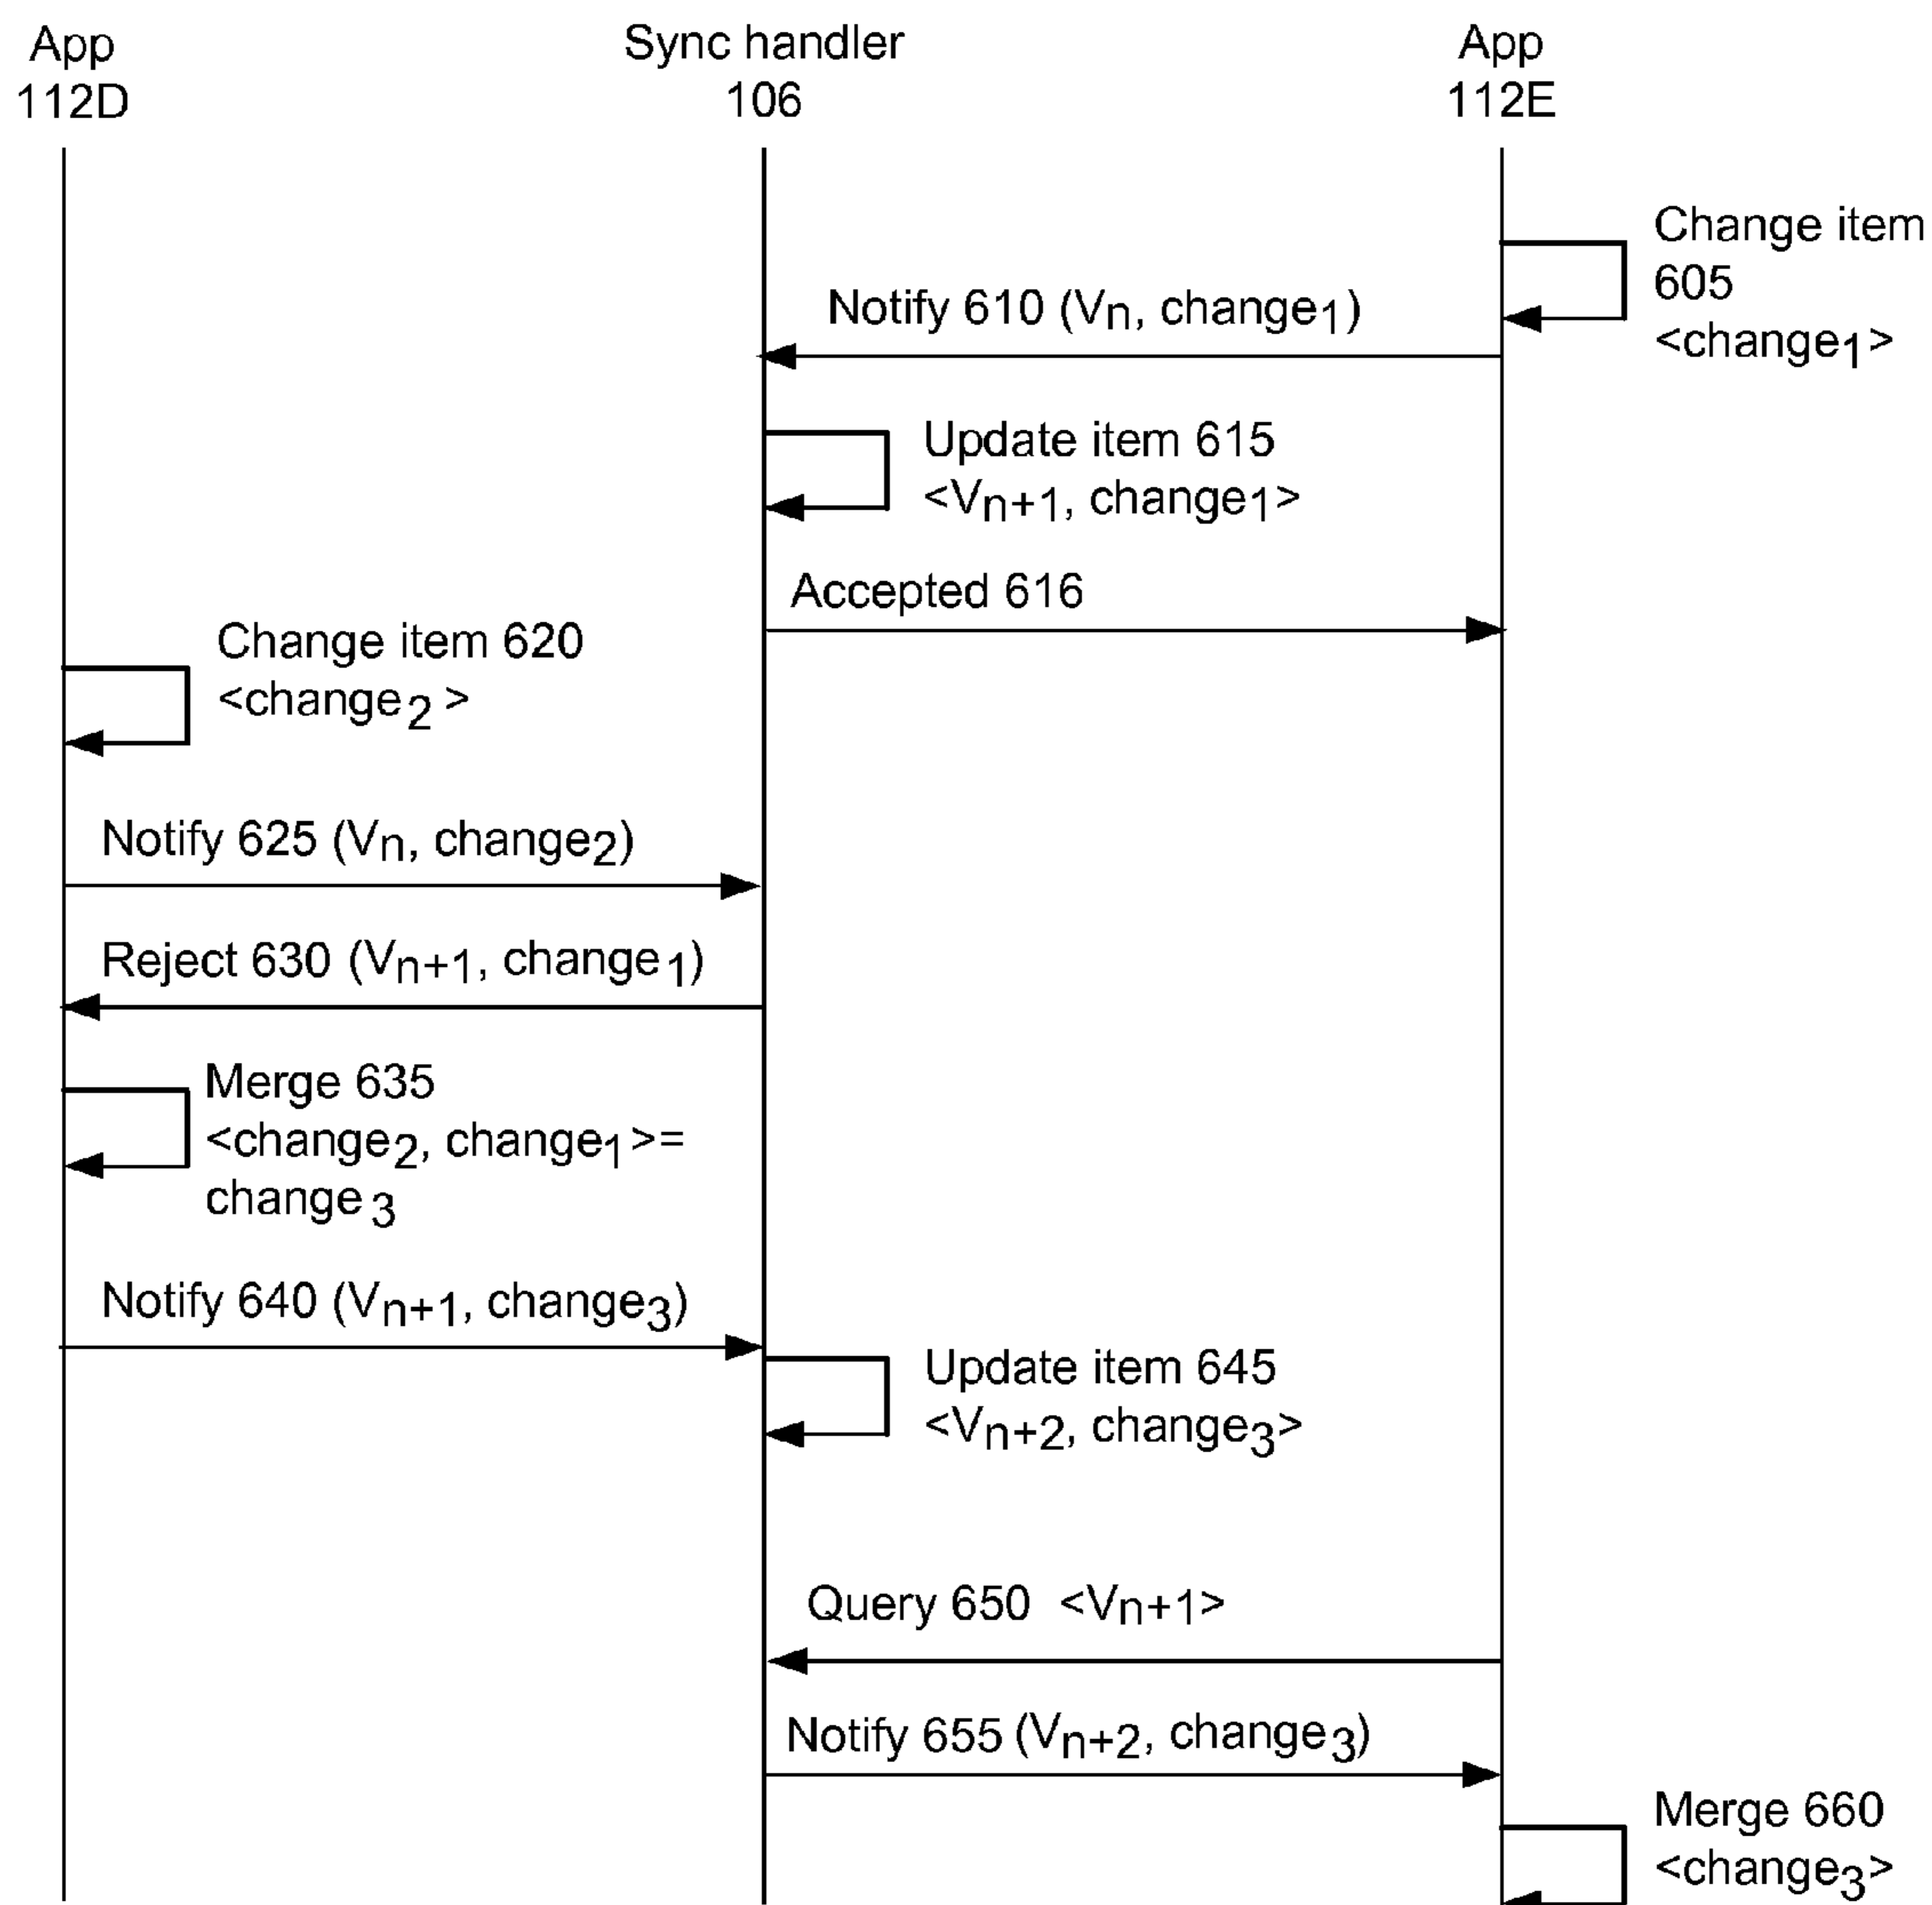 App
112D
Sync handler
106
App
112E
Change item
605
<change1>
Notify 610 (Vn, change1)
Update item 615
<Vn+1, change1>
Accepted 616
Change item 620
<change2 >
Notify 625 (Vn, change2)
Reject 630 (Vn+1, change1)
Merge 635
<change2, change1>=
change3
Notify 640 (Vn+1, change3)
Update item 645
<Vn+2, change3>
Query 650 <Vn+1>
Notify 655 (Vn+2, change3)
Merge 660
<change3>